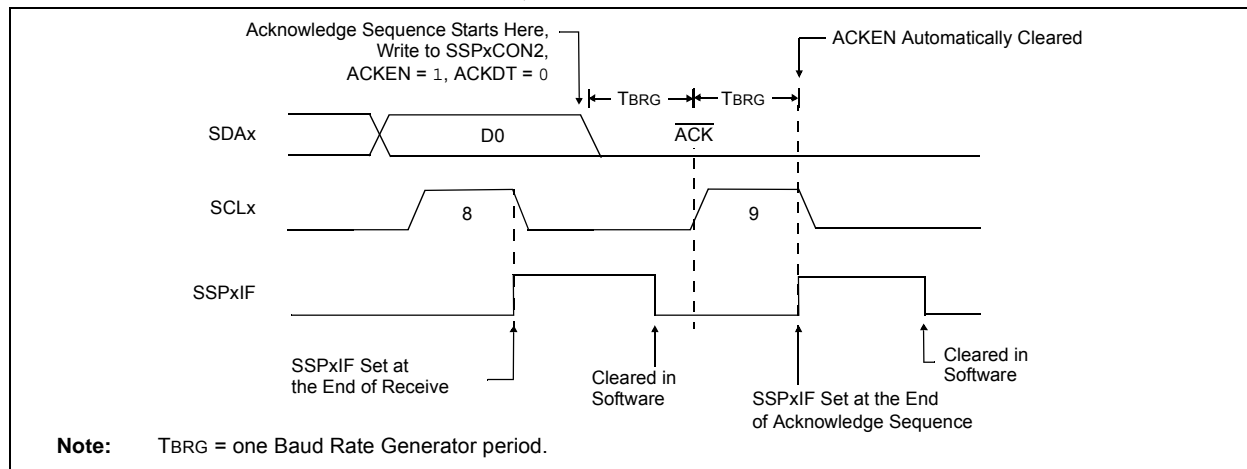 Acknowledge Sequence Starts Here,
Write to SSPxCON2,
ACKEN = 1, ACKDT = 0
ACKEN Automatically Cleared
TBRG
TBRG
SDAx
D0
ACK
SCLx
8
9
SSPxIF
SSPxIF Set at
the End of Receive
Cleared in
Software
SSPxIF Set at the End
of Acknowledge Sequence
Cleared in
Software
Note: TBRG = one Baud Rate Generator period.